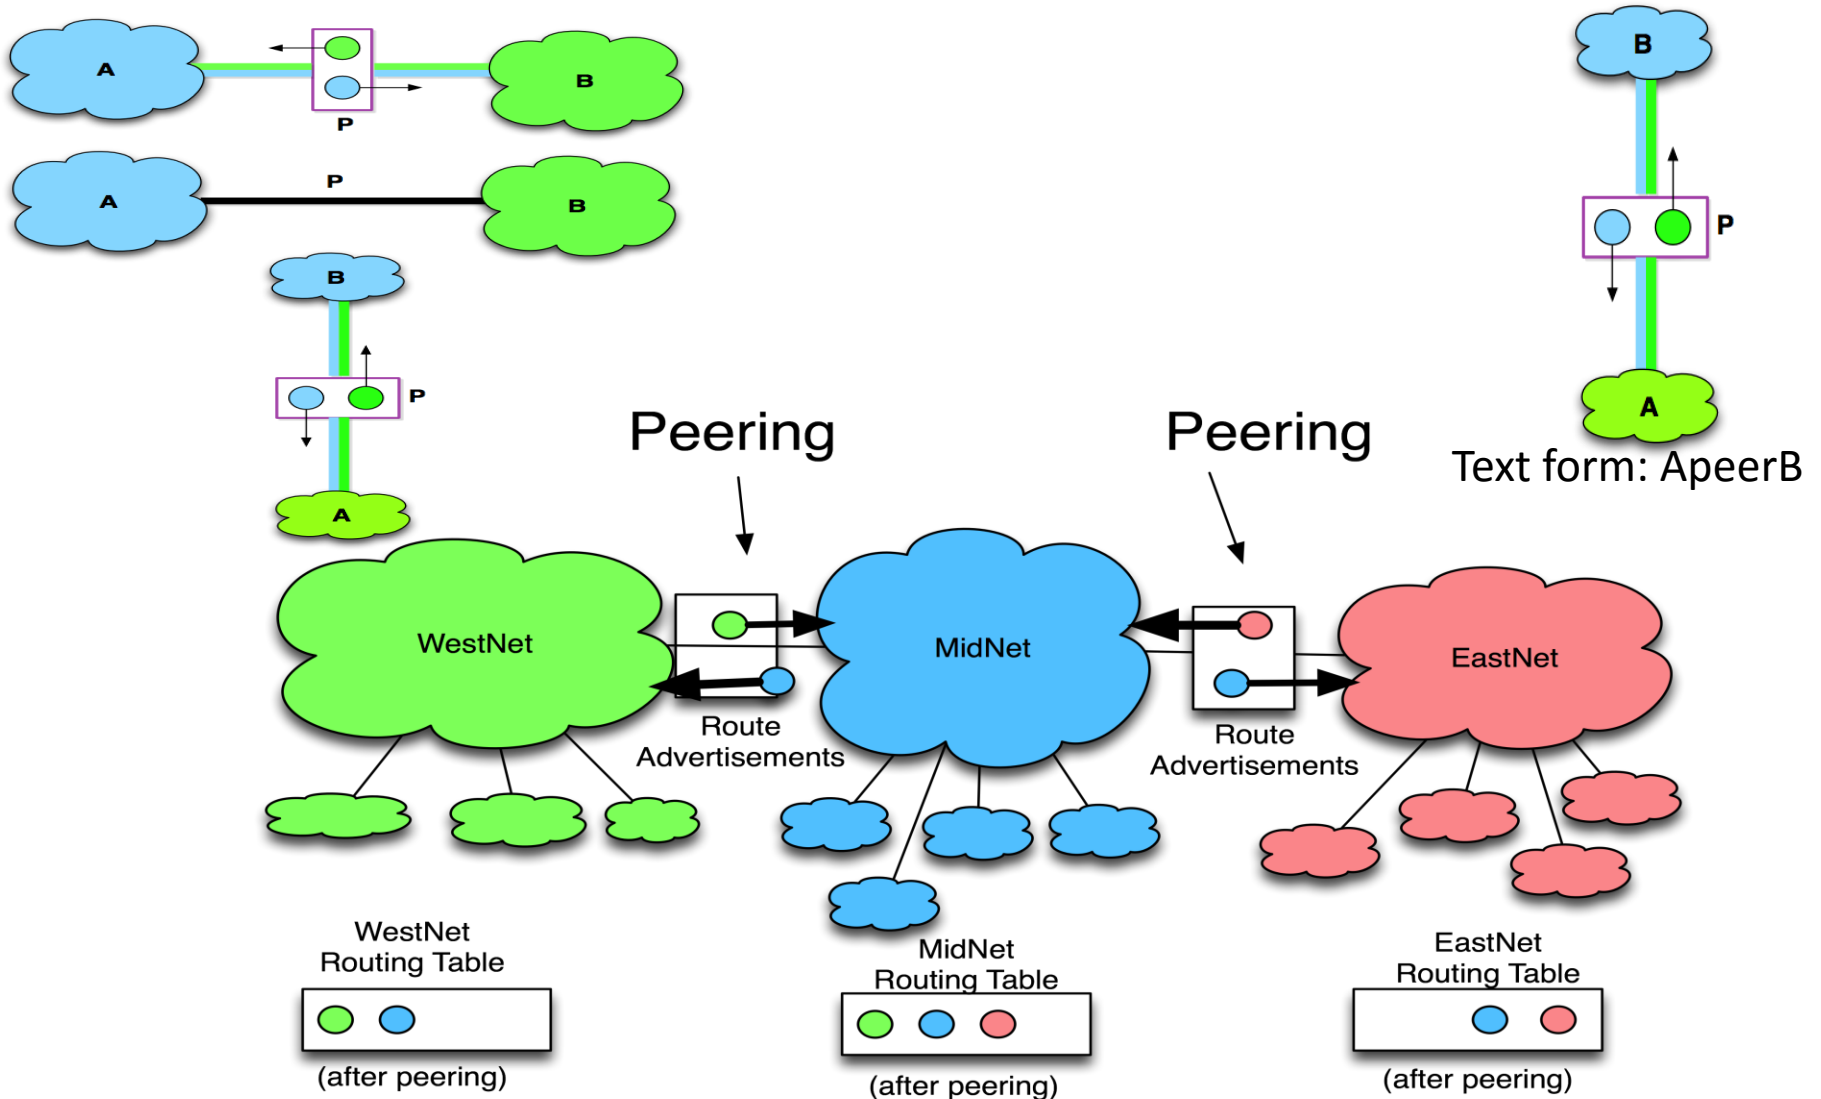 A
B
P
A
P
B
B
P
A
B
P
A
Text form: ApeerB
Peering
Peering
WestNet
MidNet
EastNet
Route
Advertisements
Route
Advertisements
WestNet
Routing Table
(after peering)
MidNet
Routing Table
(after peering)
EastNet
Routing Table
(after peering)